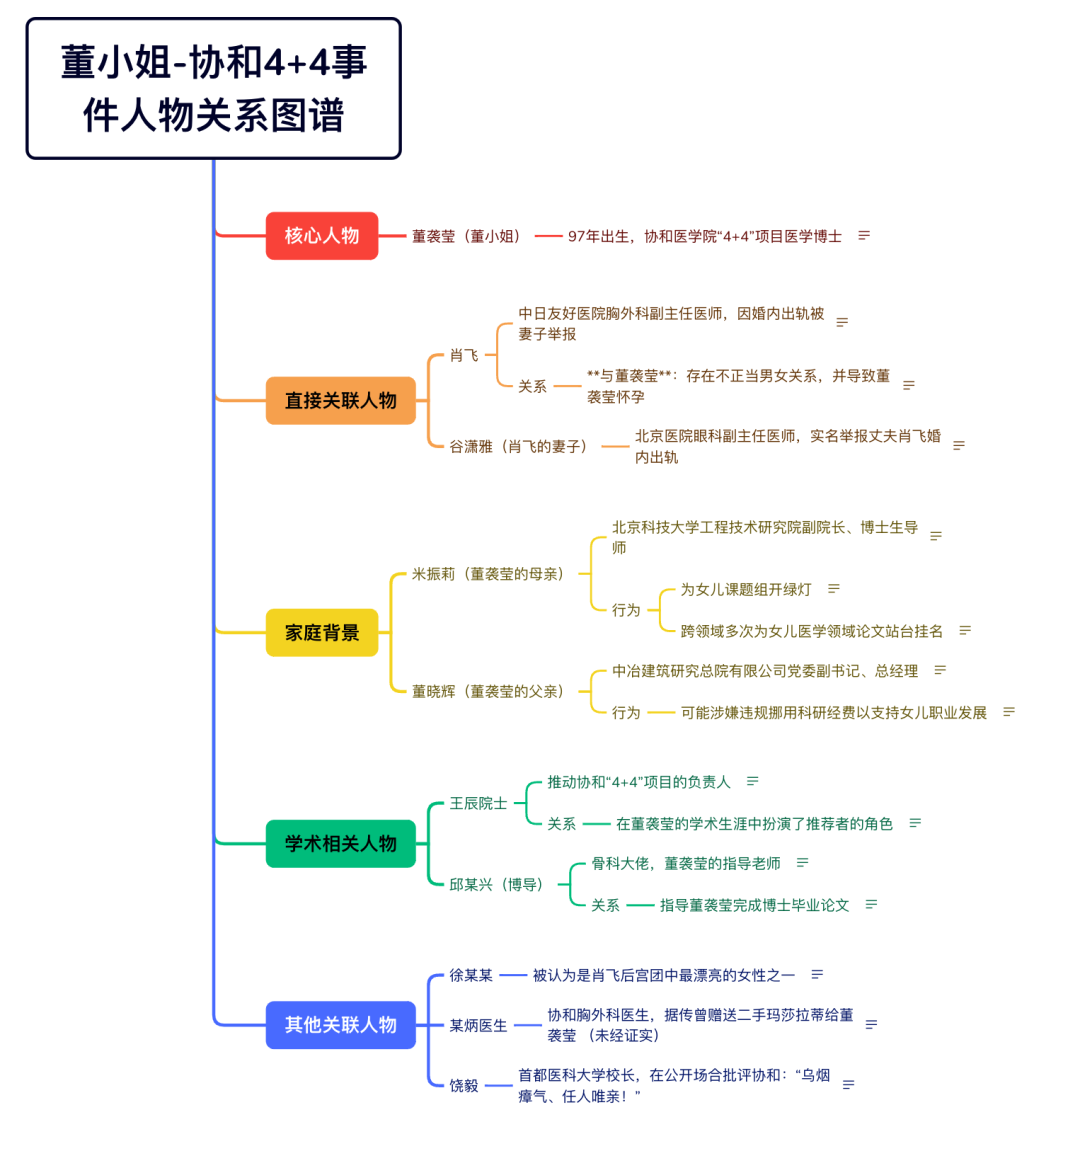 董小姐-协和4+4事
件人物关系图谱
核心人物
董袭莹（董小姐）
97年出生，协和医学院“4+4”项目医学博士
直接关联人物
肖飞
中日友好医院胸外科副主任医师，因婚内出轨被
妻子举报
关系
**与董袭莹**：存在不正当男女关系，并导致董
袭莹怀孕
谷潇雅（肖飞的妻子）
北京医院眼科副主任医师，实名举报丈夫肖飞婚
内出轨
家庭背景
米振莉（董袭莹的母亲）
北京科技大学工程技术研究院副院长、博士生导
师
行为
为女儿课题组开绿灯
跨领域多次为女儿医学领域论文站台挂名
董晓辉（董袭莹的父亲）
中冶建筑研究总院有限公司党委副书记、总经理
行为
可能涉嫌违规挪用科研经费以支持女儿职业发展
学术相关人物
王辰院士
推动协和“4+4”项目的负责人
关系
在董袭莹的学术生涯中扮演了推荐者的角色
邱某兴（博导）
骨科大佬，董袭莹的指导老师
关系
指导董袭莹完成博士毕业论文
其他关联人物
徐某某
被认为是肖飞后宫团中最漂亮的女性之一
某炳医生
协和胸外科医生，据传曾赠送二手玛莎拉蒂给董
袭莹 （未经证实）
饶毅
首都医科大学校长，在公开场合批评协和：“乌烟
瘴气、任人唯亲！”